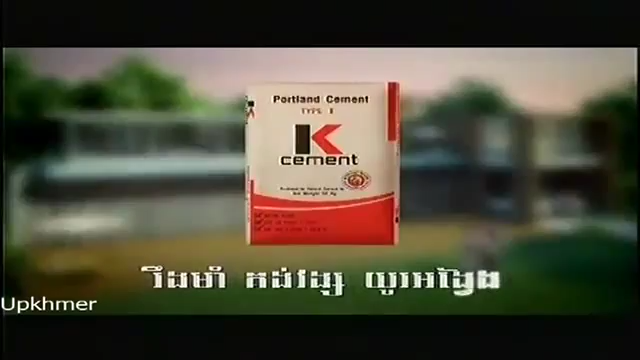 Portland Cement
TYPE I
K
cement
រឹងមាំ គង់វង្ស យូរអង្វែង
Upkhmer